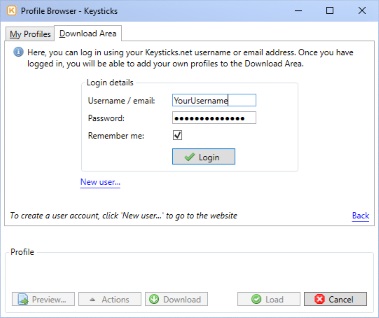 Profile Browser - Keysticks
My Profiles Download Area
Here, you can log in using your Keysticks.net username or email address. Once you have
logged in, you will be able to add your own profiles to the Download Area.
Login details
Username / email: YourUsername
Password: ●●●●●●●●●●●●●●
Remember me:
Login
New user...
To create a user account, click 'New user...' to go to the website Back
Profile
Preview... Actions Download Load Cancel